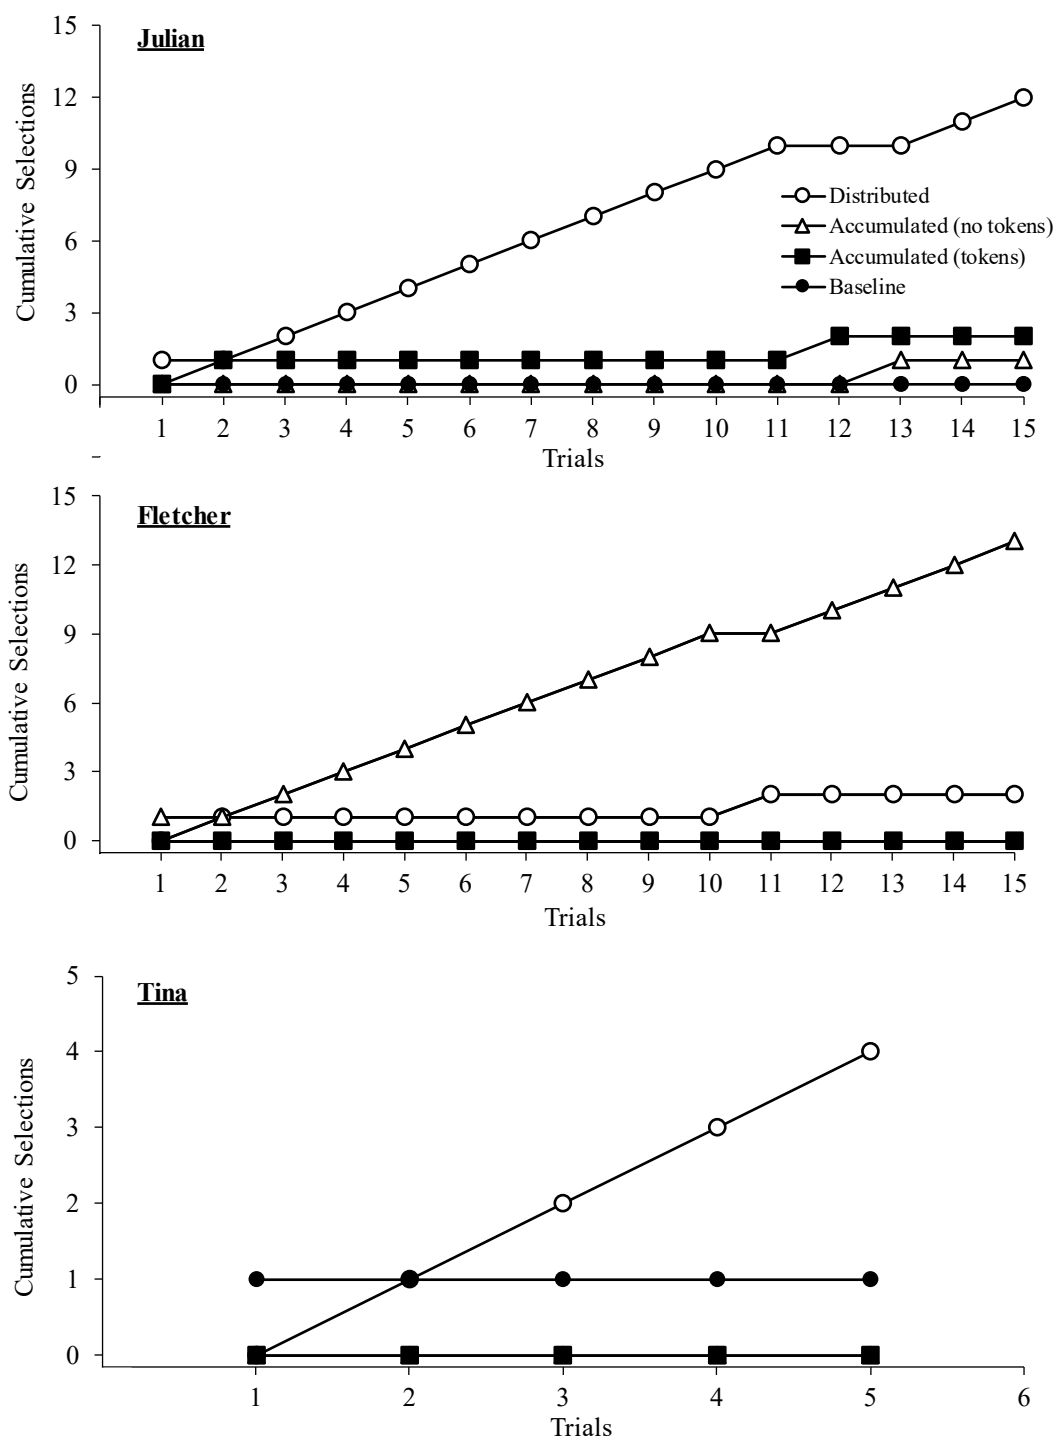 Julian
Cumulative Selections
15
12
9
6
3
0
Distributed
Accumulated (no tokens)
Accumulated (tokens)
Baseline
1 2 3 4 5 6 7 8 9 10 11 12 13 14 15
Trials
Fletcher
Cumulative Selections
15
12
9
6
3
0
1 2 3 4 5 6 7 8 9 10 11 12 13 14 15
Trials
Tina
Cumulative Selections
5
4
3
2
1
0
1 2 3 4 5 6
Trials